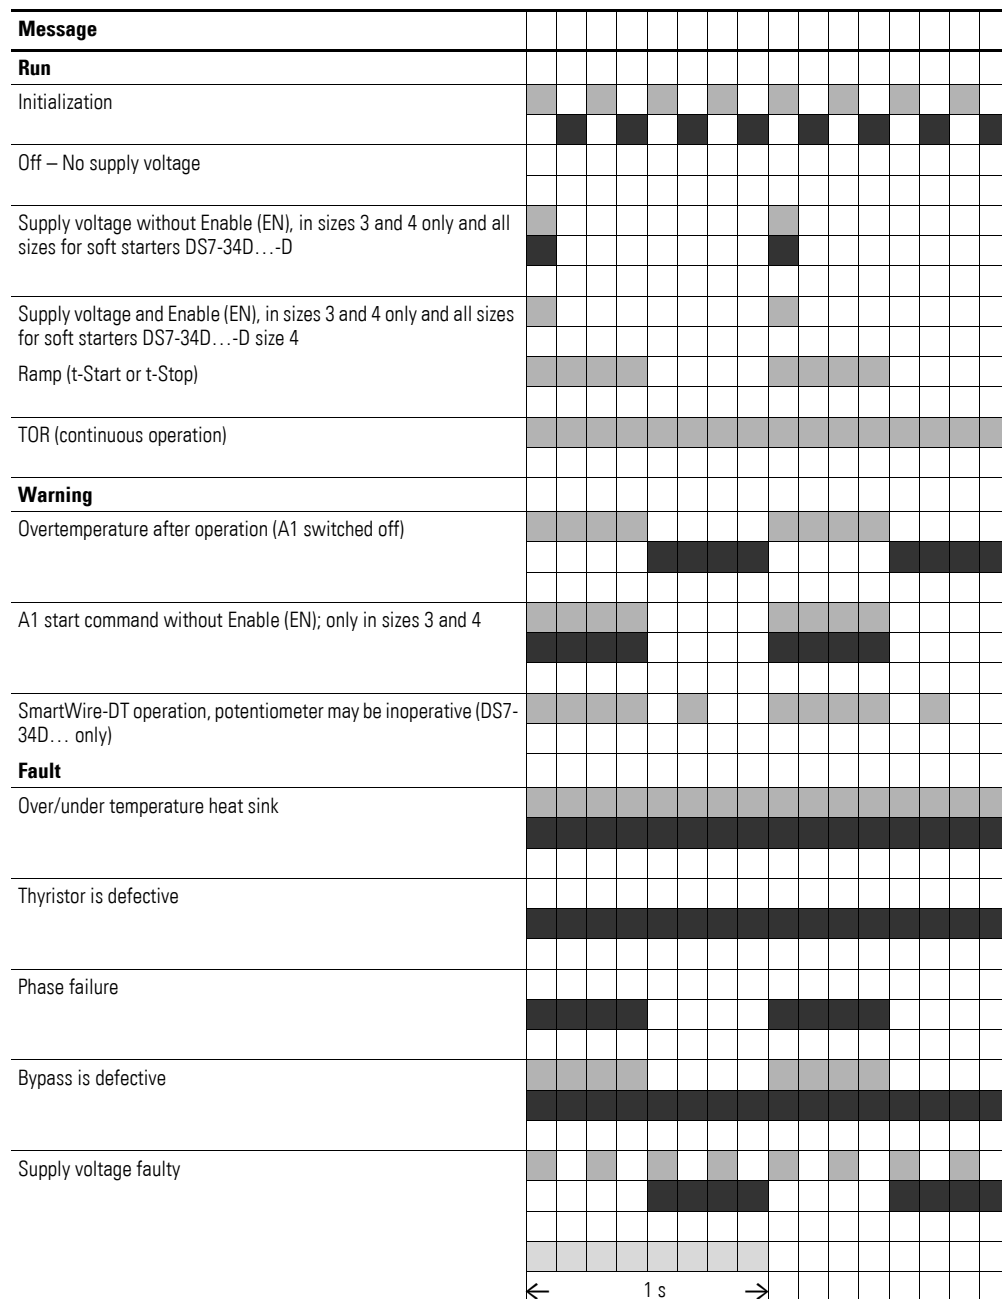 Message
Run
Initialization
Off – No supply voltage
Supply voltage without Enable (EN), in sizes 3 and 4 only and all
sizes for soft starters DS7-34D…-D
Supply voltage and Enable (EN), in sizes 3 and 4 only and all sizes
for soft starters DS7-34D…-D size 4
Ramp (t-Start or t-Stop)
TOR (continuous operation)
Warning
Overtemperature after operation (A1 switched off)
A1 start command without Enable (EN); only in sizes 3 and 4
SmartWire-DT operation, potentiometer may be inoperative (DS7-
34D… only)
Fault
Over/under temperature heat sink
Thyristor is defective
Phase failure
Bypass is defective
Supply voltage faulty
1 s